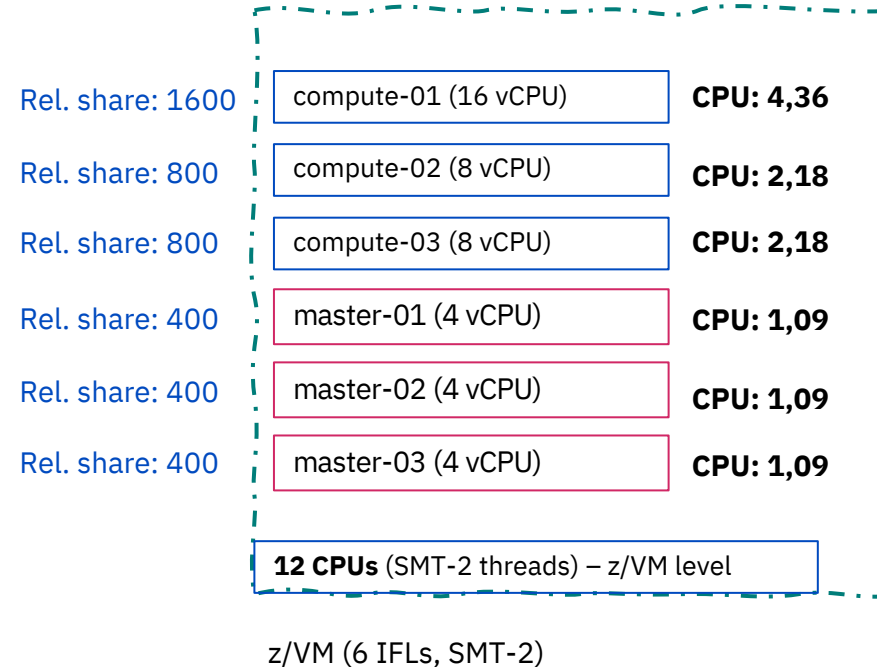 Rel. share: 1600 compute-01 (16 vCPU) CPU: 4,36
Rel. share: 800 compute-02 (8 vCPU) CPU: 2,18
Rel. share: 800 compute-03 (8 vCPU) CPU: 2,18
Rel. share: 400 master-01 (4 vCPU) CPU: 1,09
Rel. share: 400 master-02 (4 vCPU) CPU: 1,09
Rel. share: 400 master-03 (4 vCPU) CPU: 1,09
12 CPUs (SMT-2 threads) – z/VM level
z/VM (6 IFLs, SMT-2)